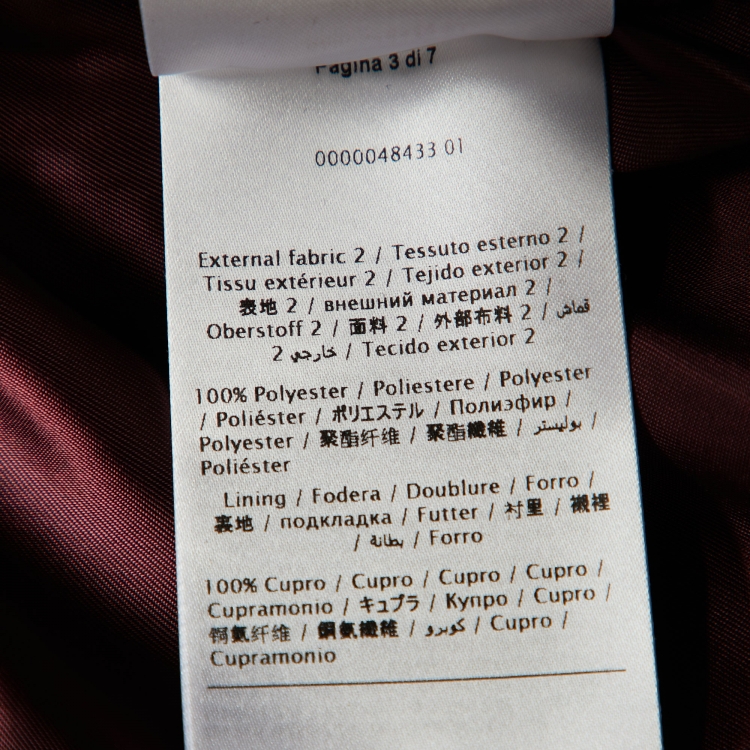 Pagina 3 di 7
0000048433 01
External fabric 2 / Tessuto esterno 2 /
Tissu extérieur 2 / Tejido exterior 2 /
表地 2 / внешний материал 2 /
Oberstoff 2 / 面料 2 / 外部布料 2 / قماش
خارجي 2 / Tecido exterior 2
100% Polyester / Poliestere / Polyester
/ Poliéster / ポリエステル / Полиэфир /
Polyester / 聚酯纤维 / 聚酯纖維 / بوليستر /
Poliéster
Lining / Fodera / Doublure / Forro /
裏地 / подкладка / Futter / 衬里 / 襯裡
/ بطانة / Forro
100% Cupro / Cupro / Cupro / Cupro /
Cupramonio / キュプラ / Купро / Cupro /
铜氨纤维 / 銅氨纖維 / كوبرو / Cupro /
Cupramonio